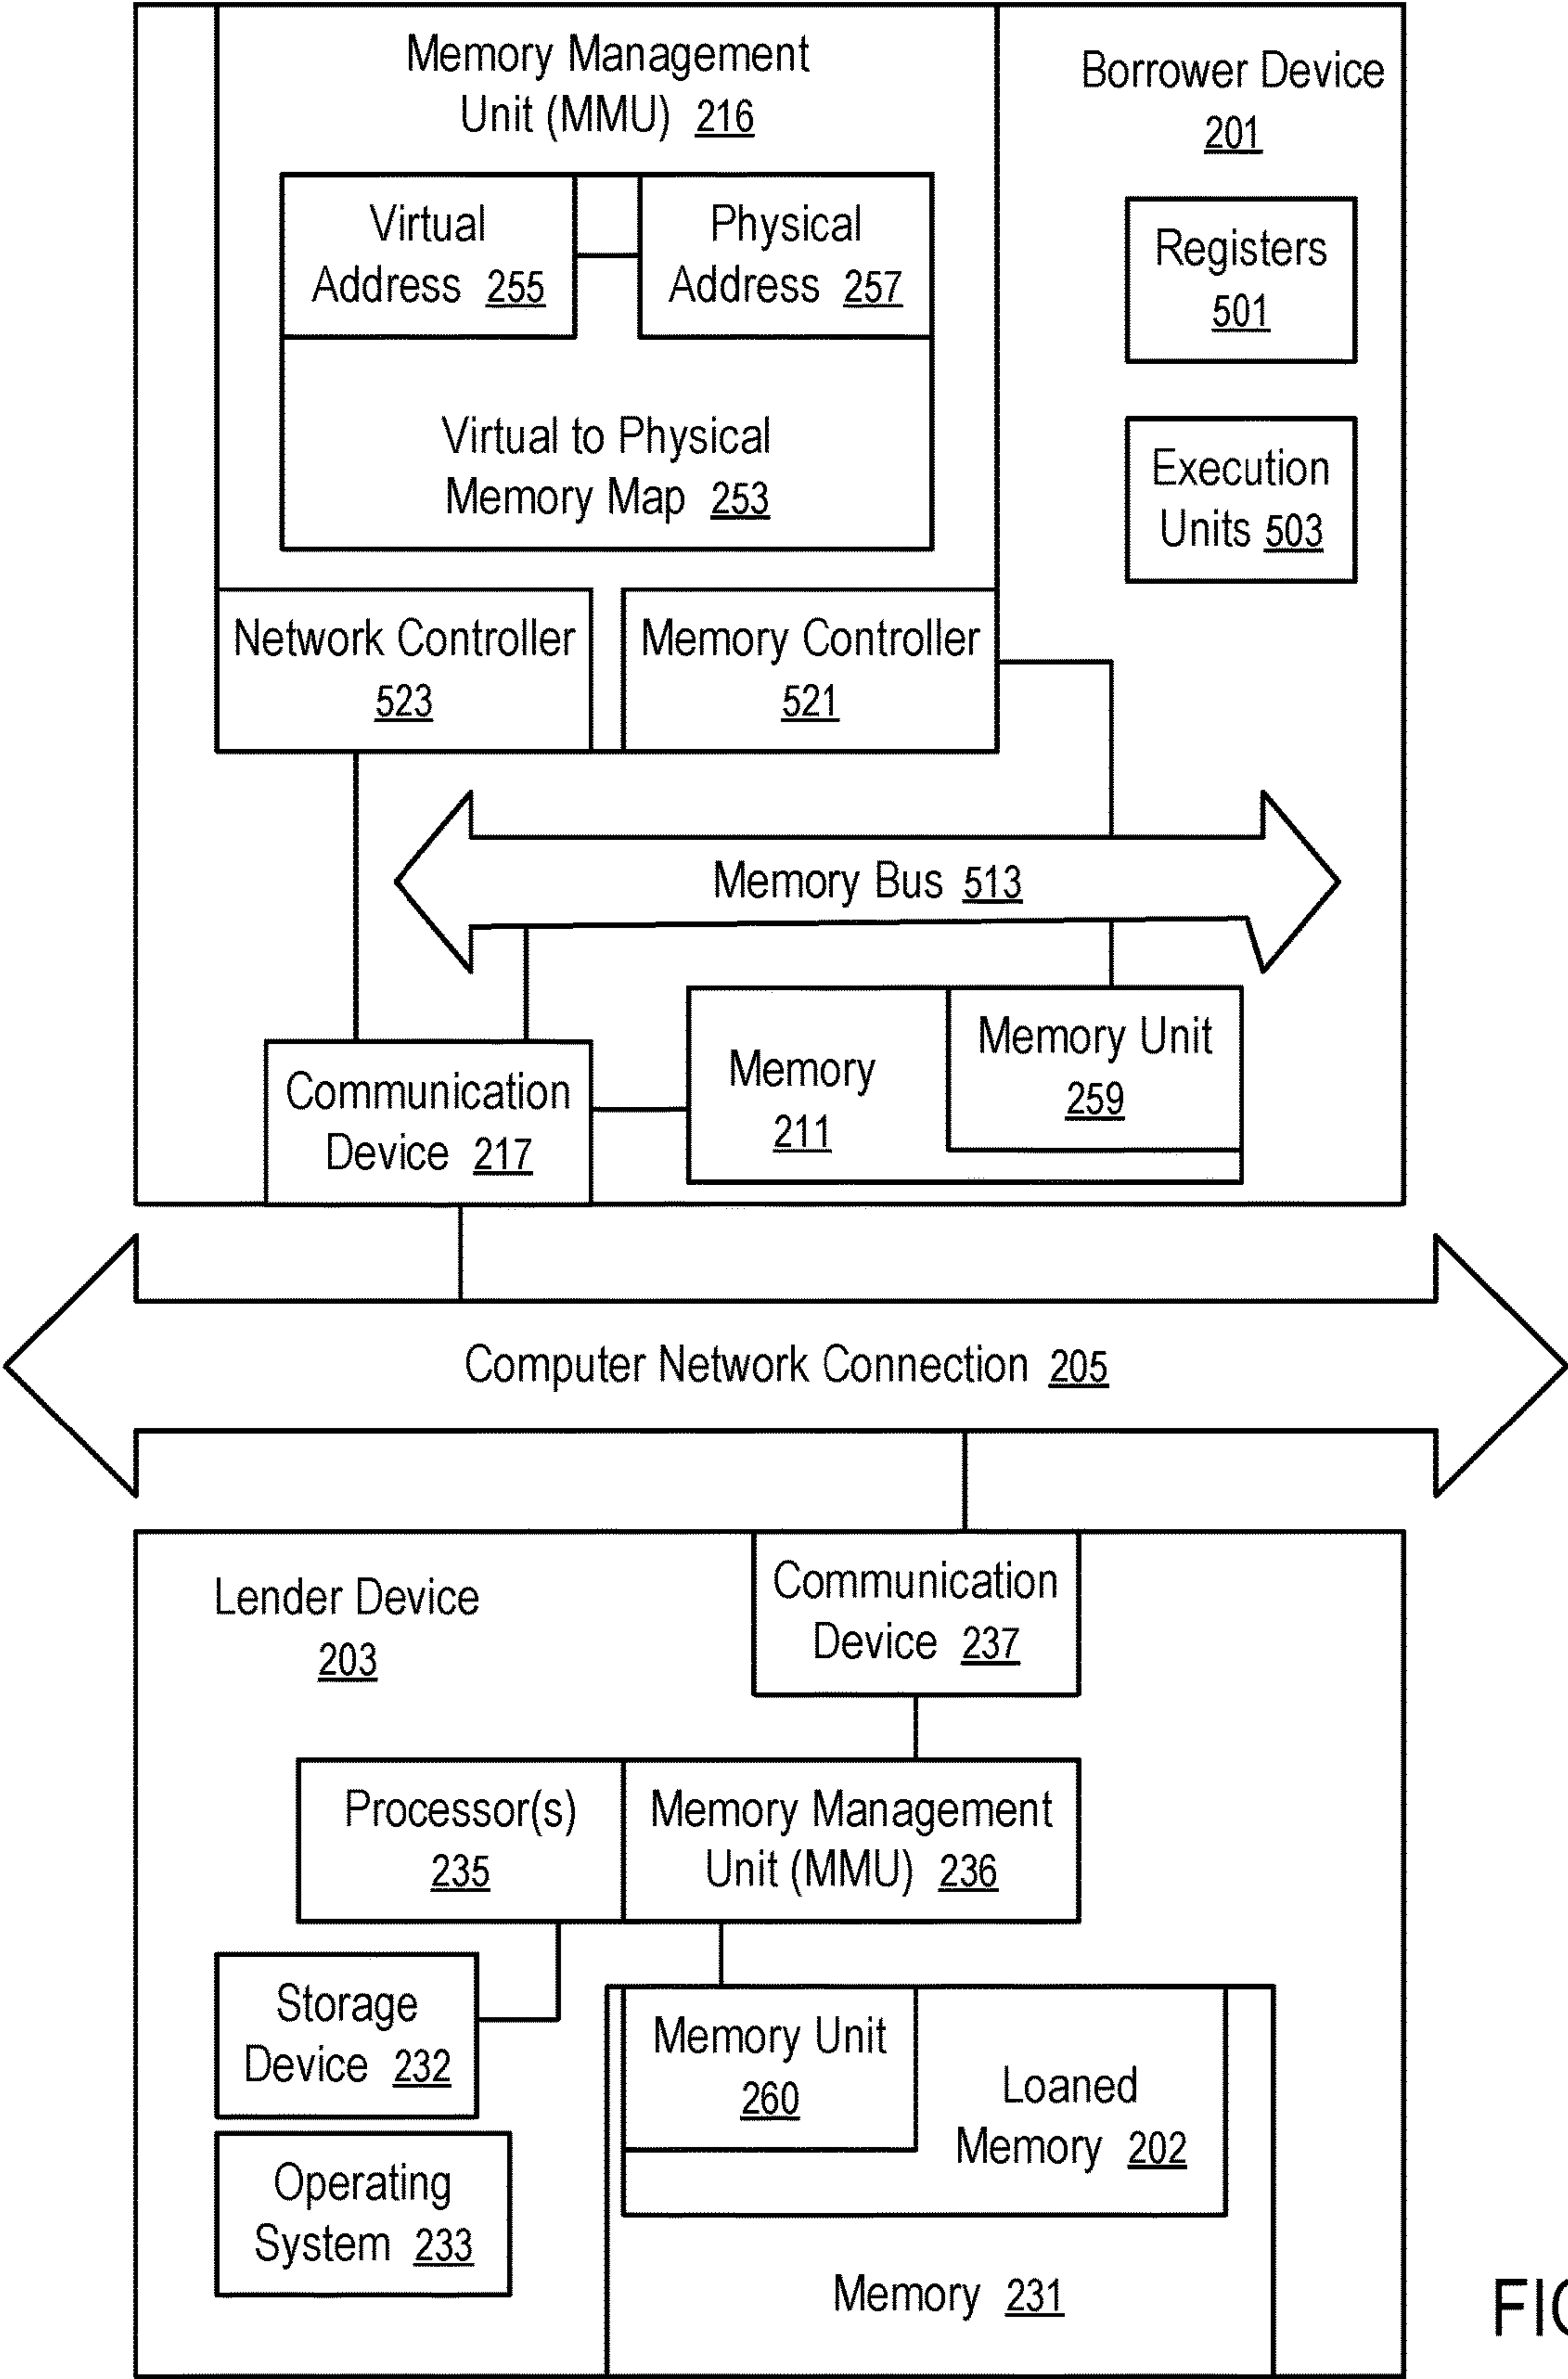 Memory Management
Unit (MMU) 216
Borrower Device
201
Virtual
Address 255
Physical
Address 257
Registers
501
Virtual to Physical
Memory Map 253
Execution
Units 503
Network Controller
523
Memory Controller
521
Memory Bus 513
Communication
Device 217
Memory
211
Memory Unit
259
Computer Network Connection 205
Lender Device
203
Communication
Device 237
Processor(s)
235
Memory Management
Unit (MMU) 236
Storage
Device 232
Memory Unit
260
Loaned
Memory 202
Operating
System 233
Memory 231